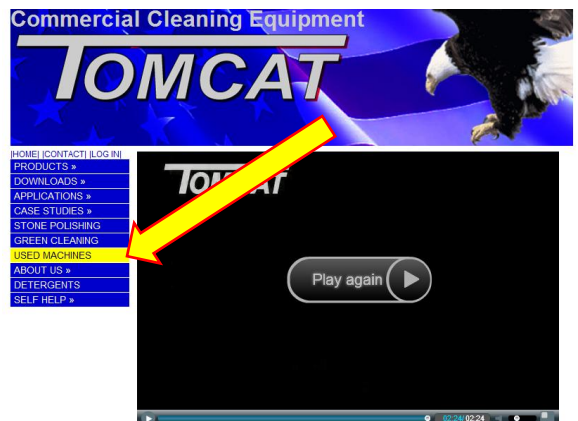 Commercial Cleaning Equipment
TOMCAT
|HOME| |CONTACT| |LOG IN|
PRODUCTS »
DOWNLOADS »
APPLICATIONS »
CASE STUDIES »
STONE POLISHING
GREEN CLEANING
USED MACHINES
ABOUT US »
DETERGENTS
SELF HELP »
TOMCAT
Play again
02:24/02:24